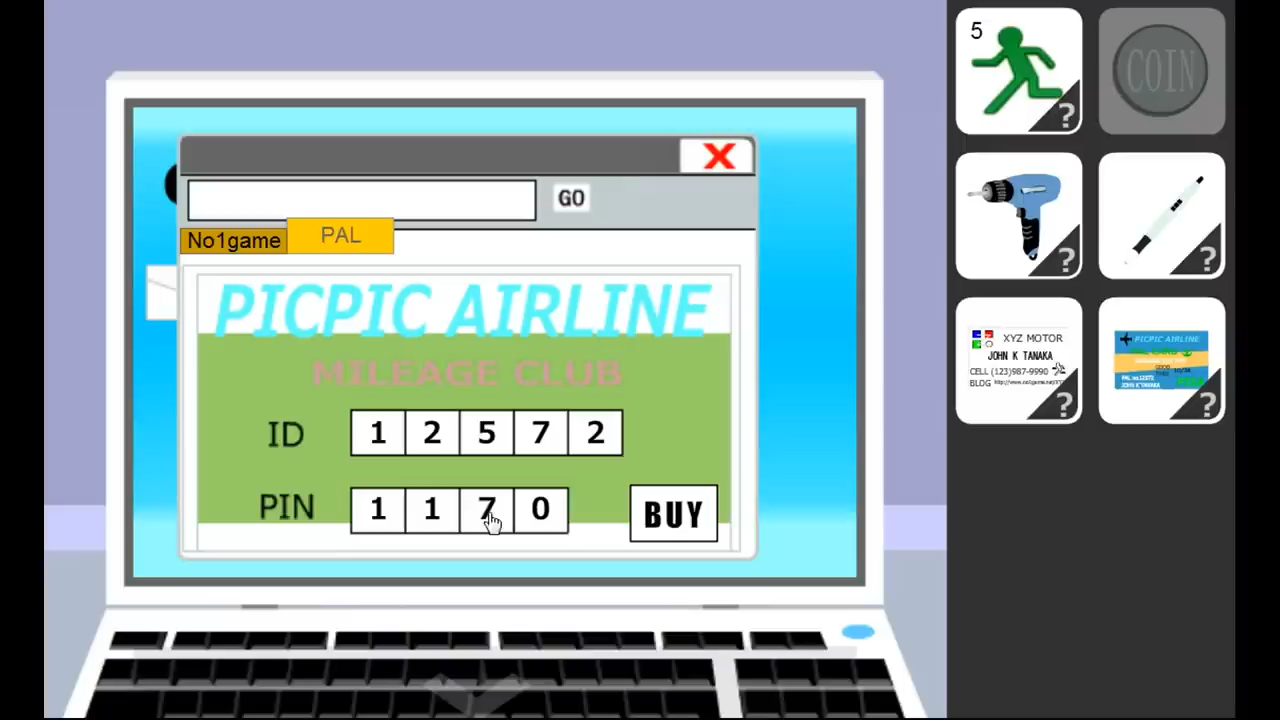 5
COIN
X
GO
No1game
PAL
PICPIC AIRLINE
MILEAGE CLUB
ID 1 2 5 7 2
PIN 1 1 7 0
BUY
?
?
?
XYZ MOTOR
JOHN K TANAKA
CELL (123)987-9990
BLOG
?
PICPIC AIRLINE
JOHN K TANAKA
?